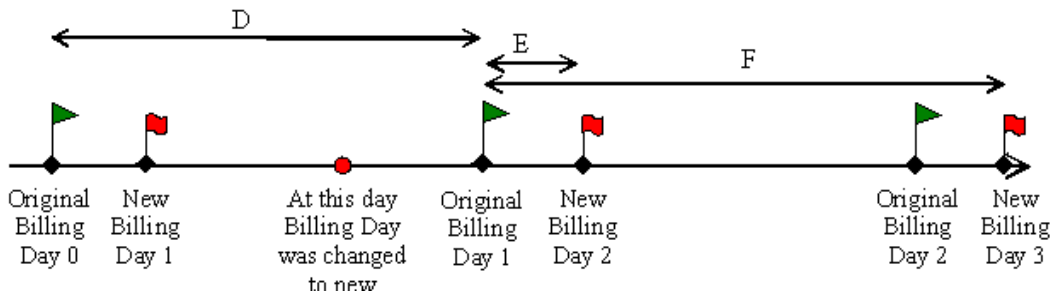 D
E
F
Original
Billing
Day 0
New
Billing
Day 1
At this day
Billing Day
was changed
to new
Original
Billing
Day 1
New
Billing
Day 2
Original
Billing
Day 2
New
Billing
Day 3